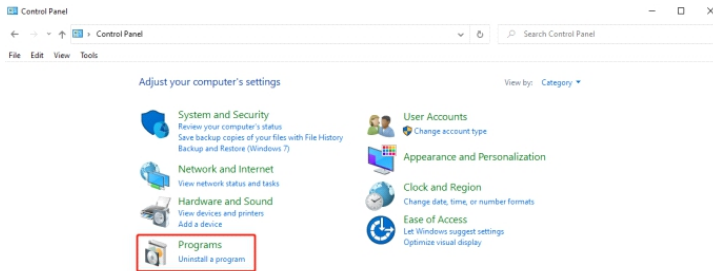 Control Panel
Control Panel
Search Control Panel
File Edit View Tools
Adjust your computer's settings
View by: Category
System and Security
Review your computer's status
Save backup copies of your files with File History
Backup and Restore (Windows 7)
Network and Internet
View network status and tasks
Hardware and Sound
View devices and printers
Add a device
Programs
Uninstall a program
User Accounts
Change account type
Appearance and Personalization
Clock and Region
Change date, time, or number formats
Ease of Access
Let Windows suggest settings
Optimize visual display